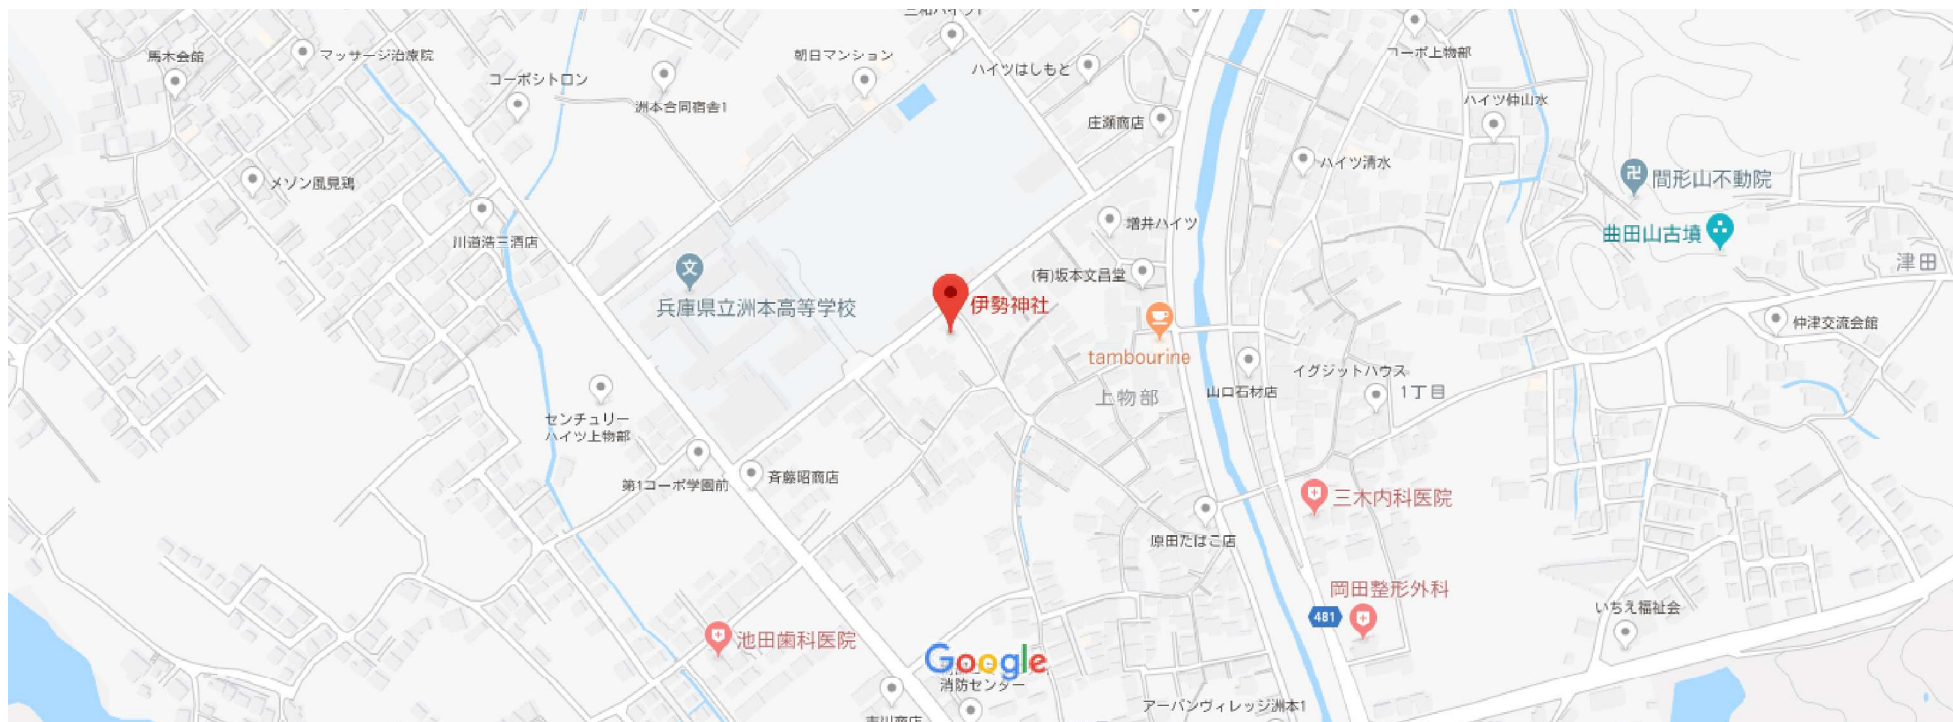 三和ハイツ1
コーポ上物部
馬木会館
マッサージ治療院
朝日マンション
ハイツはしもと
コーポシトロン
洲本合同宿舎1
庄瀬商店
ハイツ仲山水
ハイツ清水
メゾン風見鶏
間形山不動院
川道浩三酒店
増井ハイツ
曲田山古墳
津田
文
兵庫県立洲本高等学校
(有)坂本文昌堂
伊勢神社
仲津交流会館
tambourine
イグジットハウス
上物部
山口石材店
1丁目
センチュリー
ハイツ上物部
第1コーポ学園前
斉藤昭商店
三木内科医院
原田たばこ店
岡田整形外科
481
いちえ福祉会
池田歯科医院
Google
消防センター
アーバンヴィレッジ洲本1